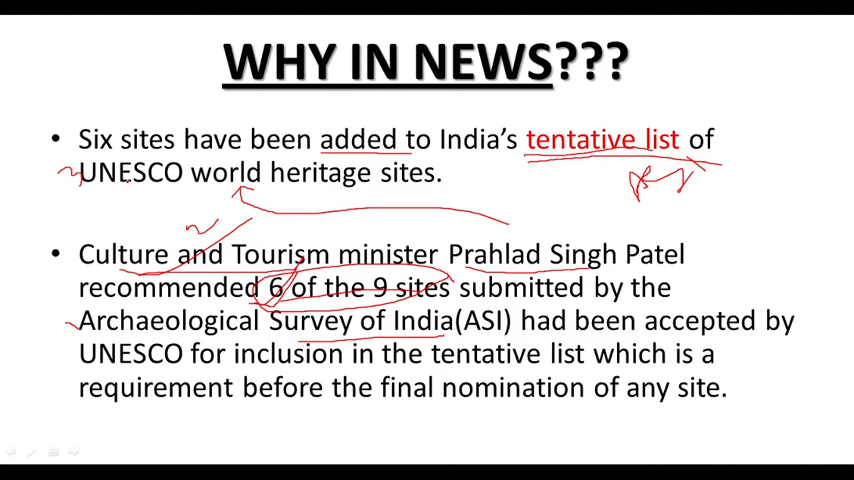 WHY IN NEWS???
• Six sites have been added to India's tentative list of
UNESCO world heritage sites.
• Culture and Tourism minister Prahlad Singh Patel
recommended 6 of the 9 sites submitted by the
Archaeological Survey of India(ASI) had been accepted by
UNESCO for inclusion in the tentative list which is a
requirement before the final nomination of any site.